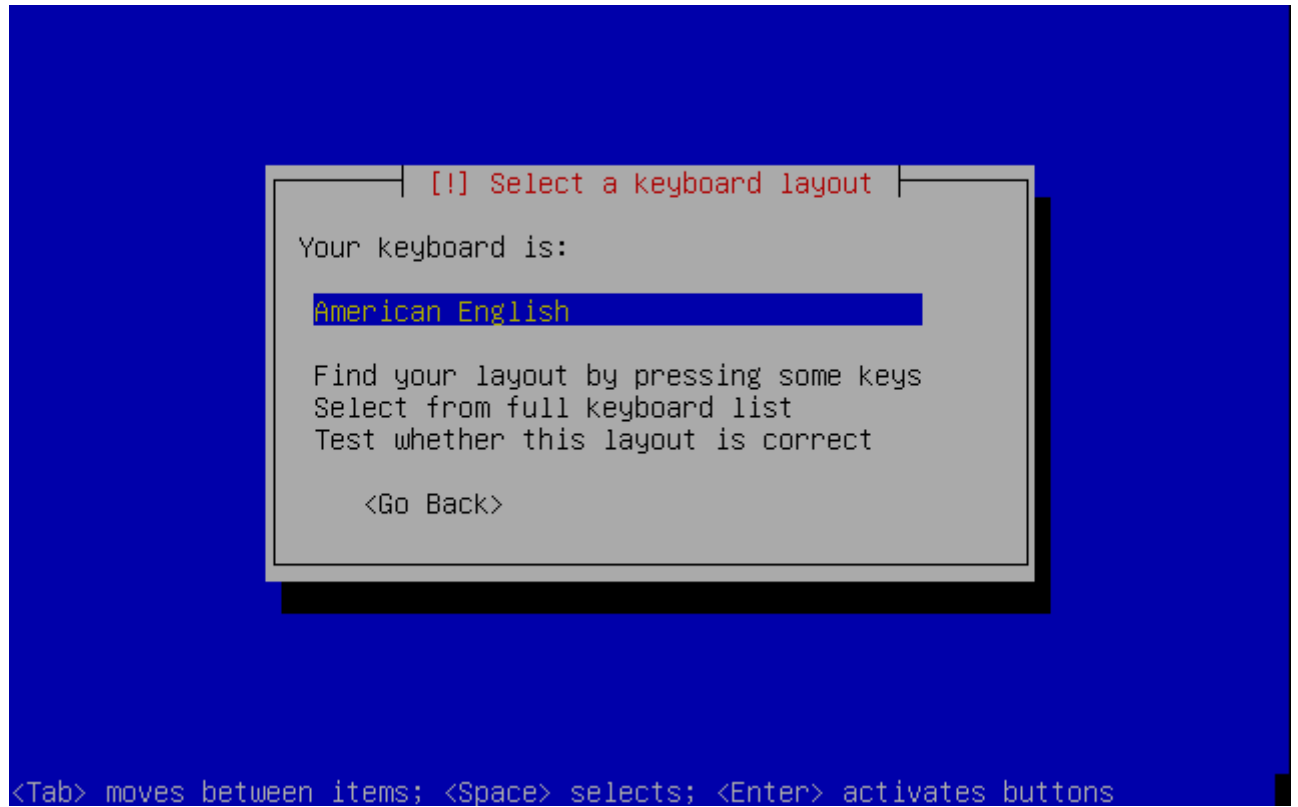 [!] Select a keyboard layout
Your keyboard is:
American English
Find your layout by pressing some keys
Select from full keyboard list
Test whether this layout is correct
<Go Back>
<Tab> moves between items; <Space> selects; <Enter> activates buttons